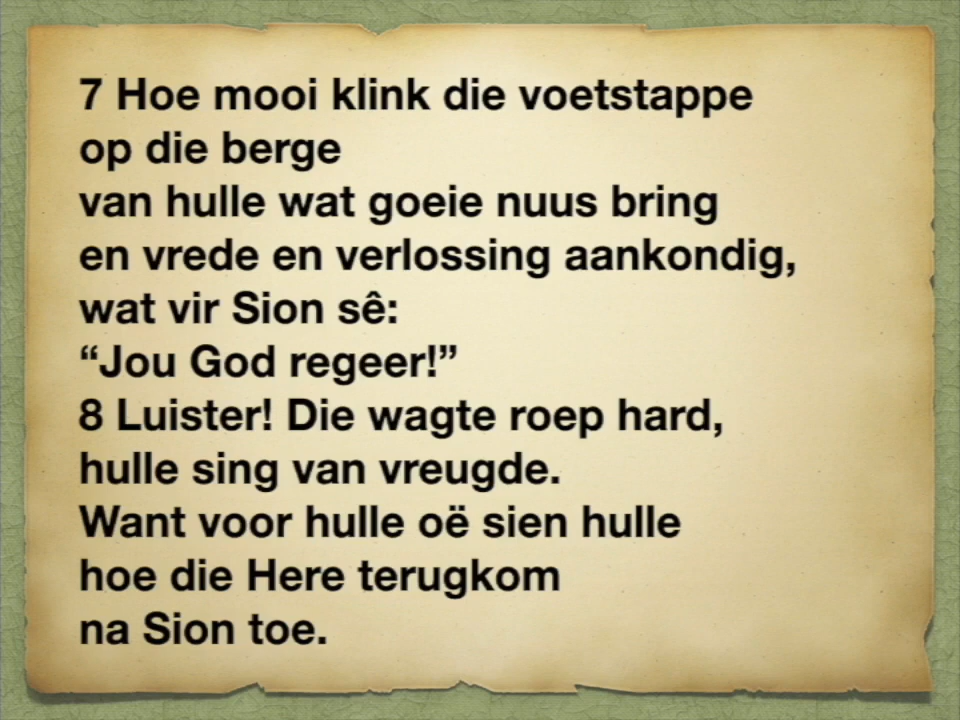 7 Hoe mooi klink die voetstappe
op die berge
van hulle wat goeie nuus bring
en vrede en verlossing aankondig,
wat vir Sion sê:
“Jou God regeer!”
8 Luister! Die wagte roep hard,
hulle sing van vreugde.
Want voor hulle oë sien hulle
hoe die Here terugkom
na Sion toe.